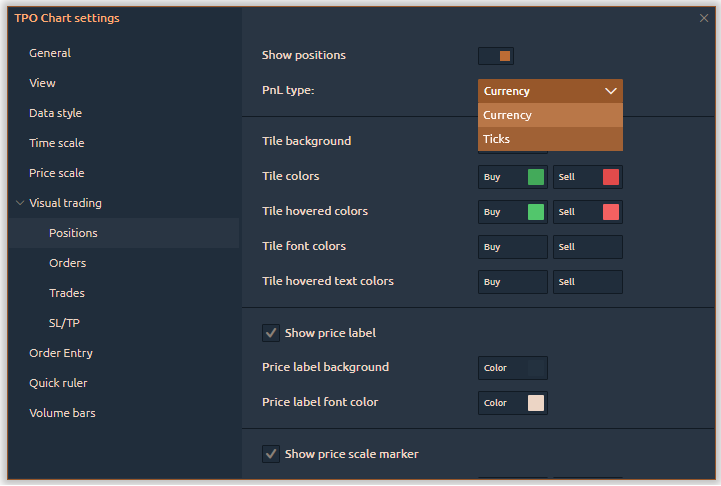 TPO Chart settings
General
View
Data style
Time scale
Price scale
Visual trading
Positions
Orders
Trades
SL/TP
Order Entry
Quick ruler
Volume bars
Show positions
PnL type:
Currency
Currency
Ticks
Tile background
Tile colors
Buy
Sell
Tile hovered colors
Buy
Sell
Tile font colors
Buy
Sell
Tile hovered text colors
Buy
Sell
Show price label
Price label background
Color
Price label font color
Color
Show price scale marker